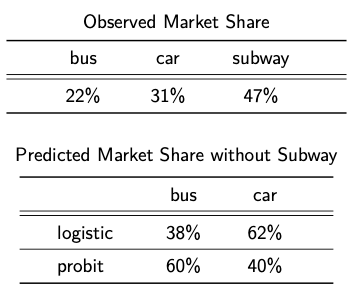 Observed Market Share
bus car subway
22% 31% 47%
Predicted Market Share without Subway
bus car
logistic 38% 62%
probit 60% 40%